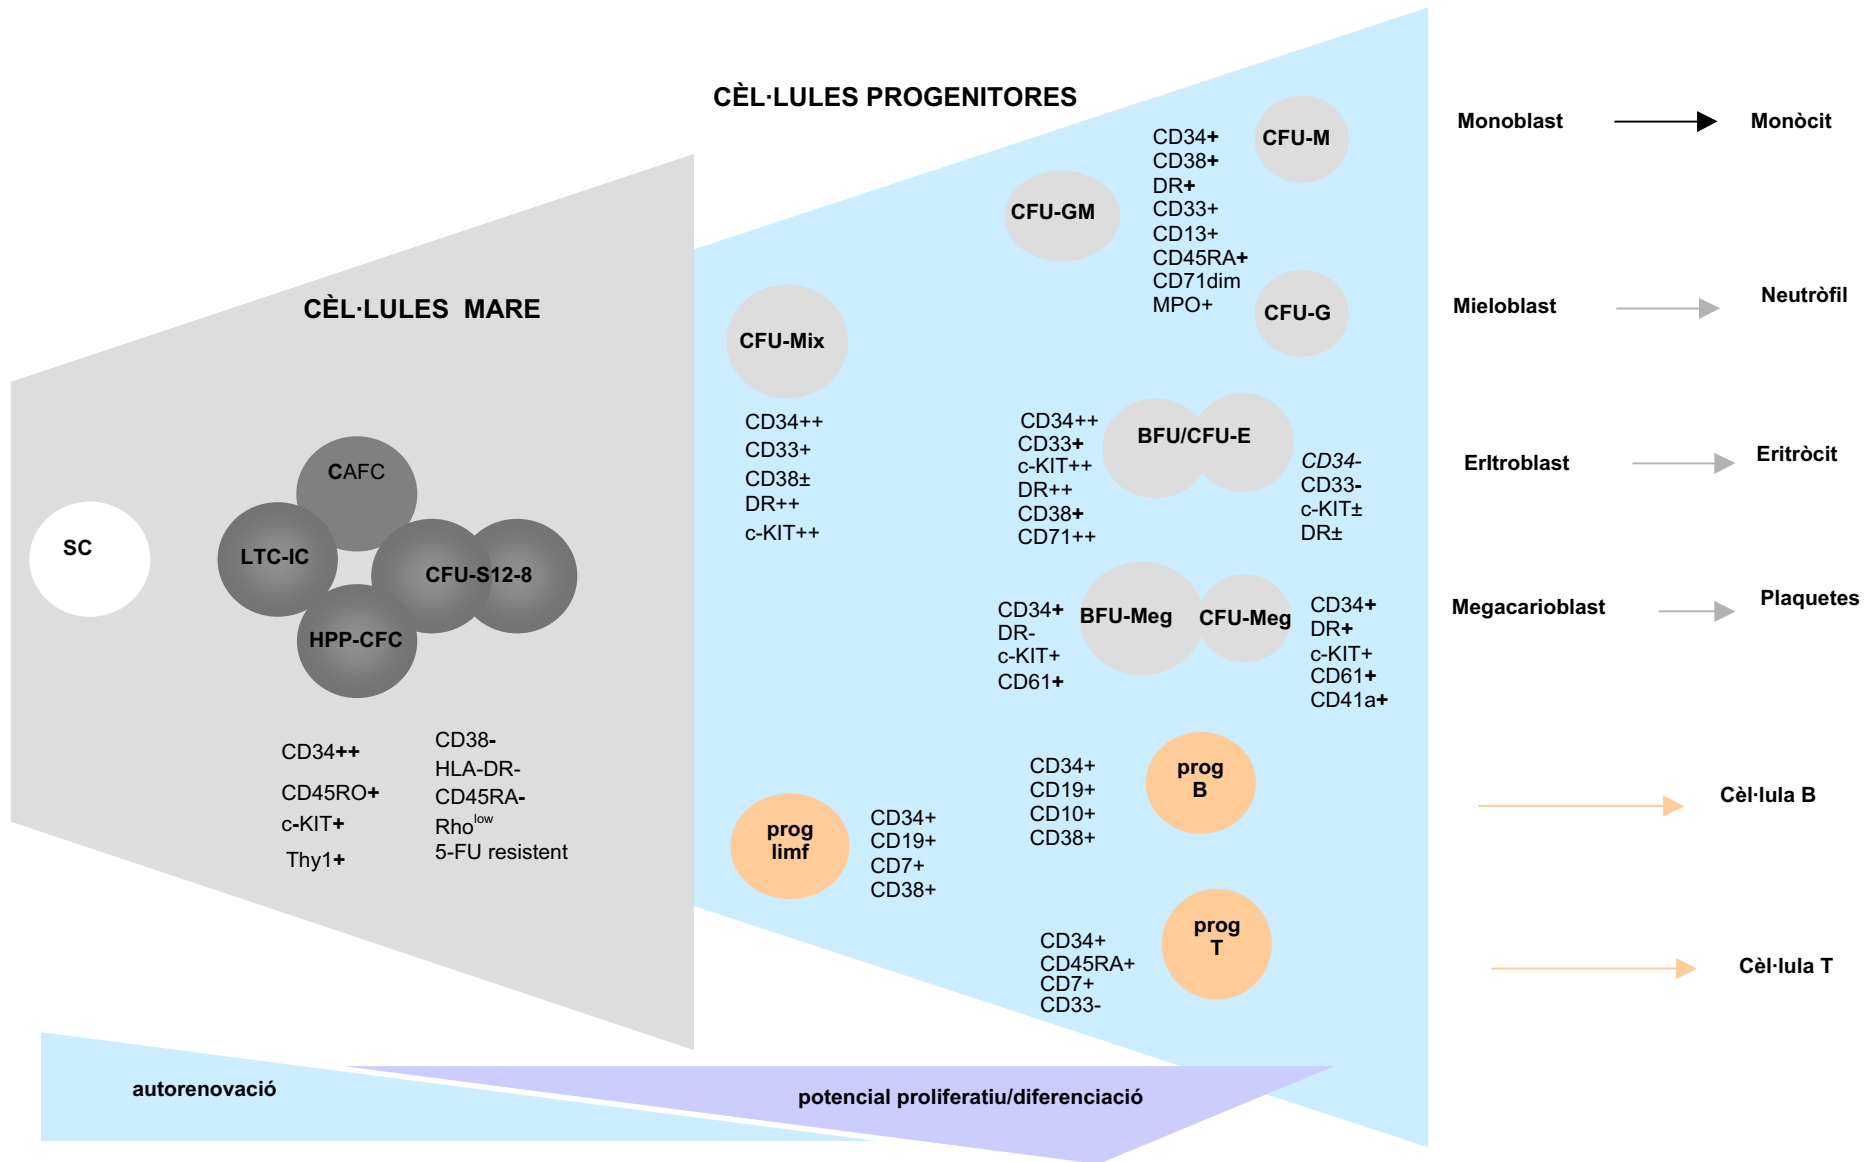 CÈL·LULES PROGENITORES
CÈL·LULES MARE
SC
CAFC
LTC-IC
CFU-S12-8
HPP-CFC
CD34++
CD45RO+
c-KIT+
Thy1+
CD38-
HLA-DR-
CD45RA-
Rholow
5-FU resistent
CFU-Mix
CD34++
CD33+
CD38±
DR++
c-KIT++
prog
limf
CD34+
CD19+
CD7+
CD38+
CFU-GM
CD34+
CD38+
DR+
CD33+
CD13+
CD45RA+
CD71dim
MPO+
CFU-M
CFU-G
CD34++
CD33+
c-KIT++
DR++
CD38+
CD71++
BFU/CFU-E
CD34-
CD33-
c-KIT±
DR±
CD34+
DR-
c-KIT+
CD61+
BFU-Meg
CFU-Meg
CD34+
DR+
c-KIT+
CD61+
CD41a+
CD34+
CD19+
CD10+
CD38+
prog
B
CD34+
CD45RA+
CD7+
CD33-
prog
T
Monoblast
Monòcit
Mieloblast
Neutròfil
ErItroblast
Eritròcit
Megacarioblast
Plaquetes
Cèl·lula B
Cèl·lula T
autorenovació
potencial proliferatiu/diferenciació